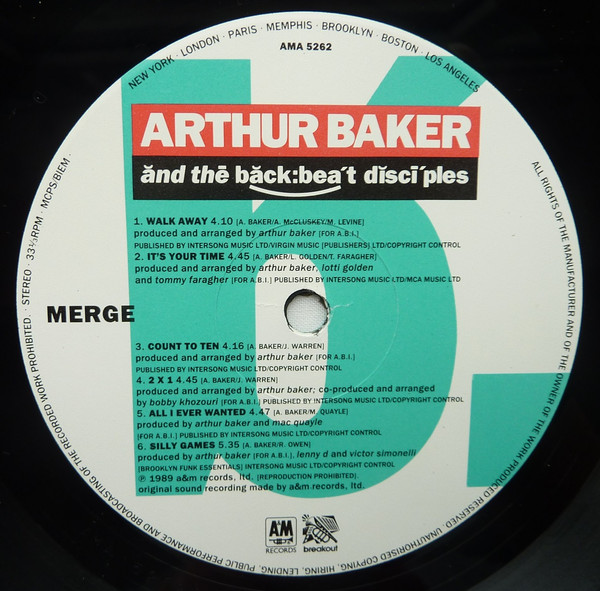 NEW YORK · LONDON · PARIS · MEMPHIS · BROOKLYN · BOSTON · LOS ANGELES
AMA 5262
ARTHUR BAKER
ănd thē băck:bea´t dĭsci´ples
1. WALK AWAY 4.10 [A. BAKER/A. McCLUSKEY/M. LEVINE]
produced and arranged by arthur baker [FOR A.B.I.]
PUBLISHED BY INTERSONG MUSIC LTD/VIRGIN MUSIC (PUBLISHERS) LTD/COPYRIGHT CONTROL
2. IT'S YOUR TIME 4.45 [A. BAKER/L. GOLDEN/T. FARAGHER]
produced and arranged by arthur baker, lotti golden
and tommy faragher [FOR A.B.I.] PUBLISHED BY INTERSONG MUSIC LTD/MCA MUSIC LTD
MERGE
3. COUNT TO TEN 4.16 [A. BAKER/J. WARREN]
produced and arranged by arthur baker [FOR A.B.I.]
PUBLISHED BY INTERSONG MUSIC LTD/COPYRIGHT CONTROL
4. 2 X 1 4.45 [A. BAKER/J. WARREN]
produced and arranged by arthur baker; co-produced and arranged
by bobby khozouri [FOR A.B.I.] PUBLISHED BY INTERSONG MUSIC LTD/COPYRIGHT CONTROL
5. ALL I EVER WANTED 4.47 [A. BAKER/M. QUAYLE]
produced by arthur baker and mac quayle
[FOR A.B.I.] PUBLISHED BY INTERSONG MUSIC LTD/COPYRIGHT CONTROL
6. SILLY GAMES 5.35 [A. BAKER/R. OWEN]
produced by arthur baker [FOR A.B.I.], lenny d and victor simonelli
[BROOKLYN FUNK ESSENTIALS] PUBLISHED BY INTERSONG MUSIC LTD/COPYRIGHT CONTROL
℗ 1989 a&m records, ltd. [REPRODUCTION PROHIBITED].
original sound recording made by a&m records, ltd.
b.
A&M
RECORDS
breakout
ALL RIGHTS OF THE MANUFACTURER AND OF THE OWNER OF THE WORK PRODUCED RESERVED. UNAUTHORISED COPYING, HIRING, LENDING, PUBLIC PERFORMANCE AND BROADCASTING OF THE RECORDED WORK PROHIBITED. · STEREO · 33⅓ RPM · MCPS/BIEM ·